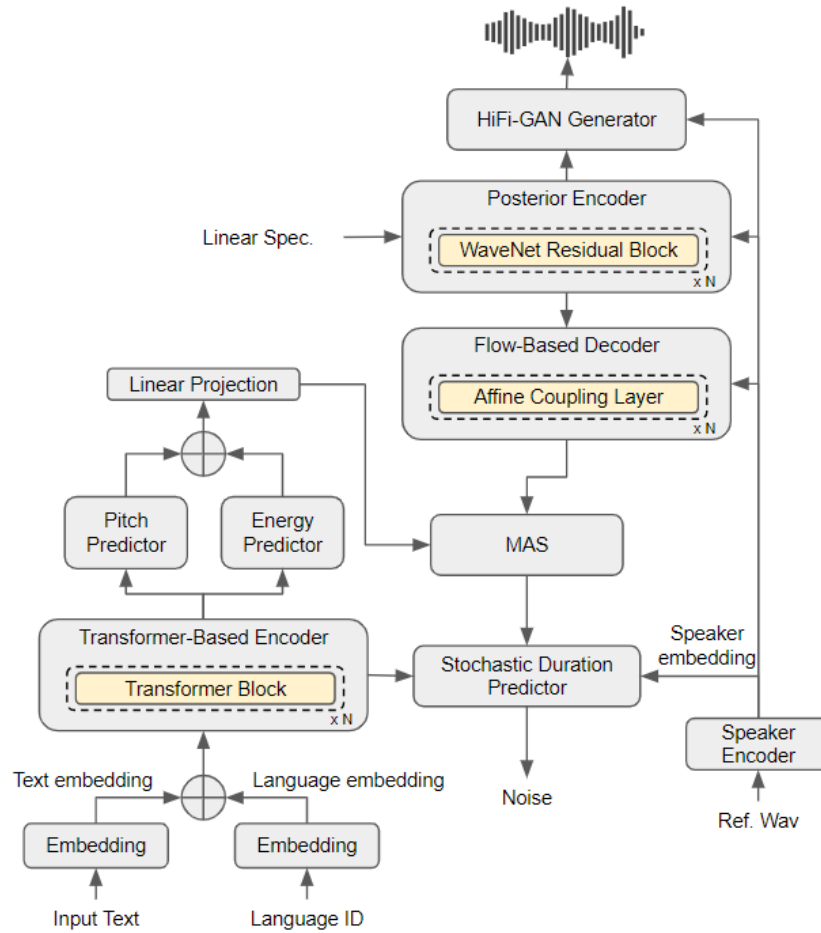 HiFi-GAN Generator
Posterior Encoder
Linear Spec.
WaveNet Residual Block
x N
Flow-Based Decoder
Linear Projection
Affine Coupling Layer
x N
Pitch
Predictor
Energy
Predictor
MAS
Transformer-Based Encoder
Transformer Block
x N
Stochastic Duration
Predictor
Speaker
embedding
Speaker
Encoder
Text embedding
Language embedding
Noise
Ref. Wav
Embedding
Embedding
Input Text
Language ID